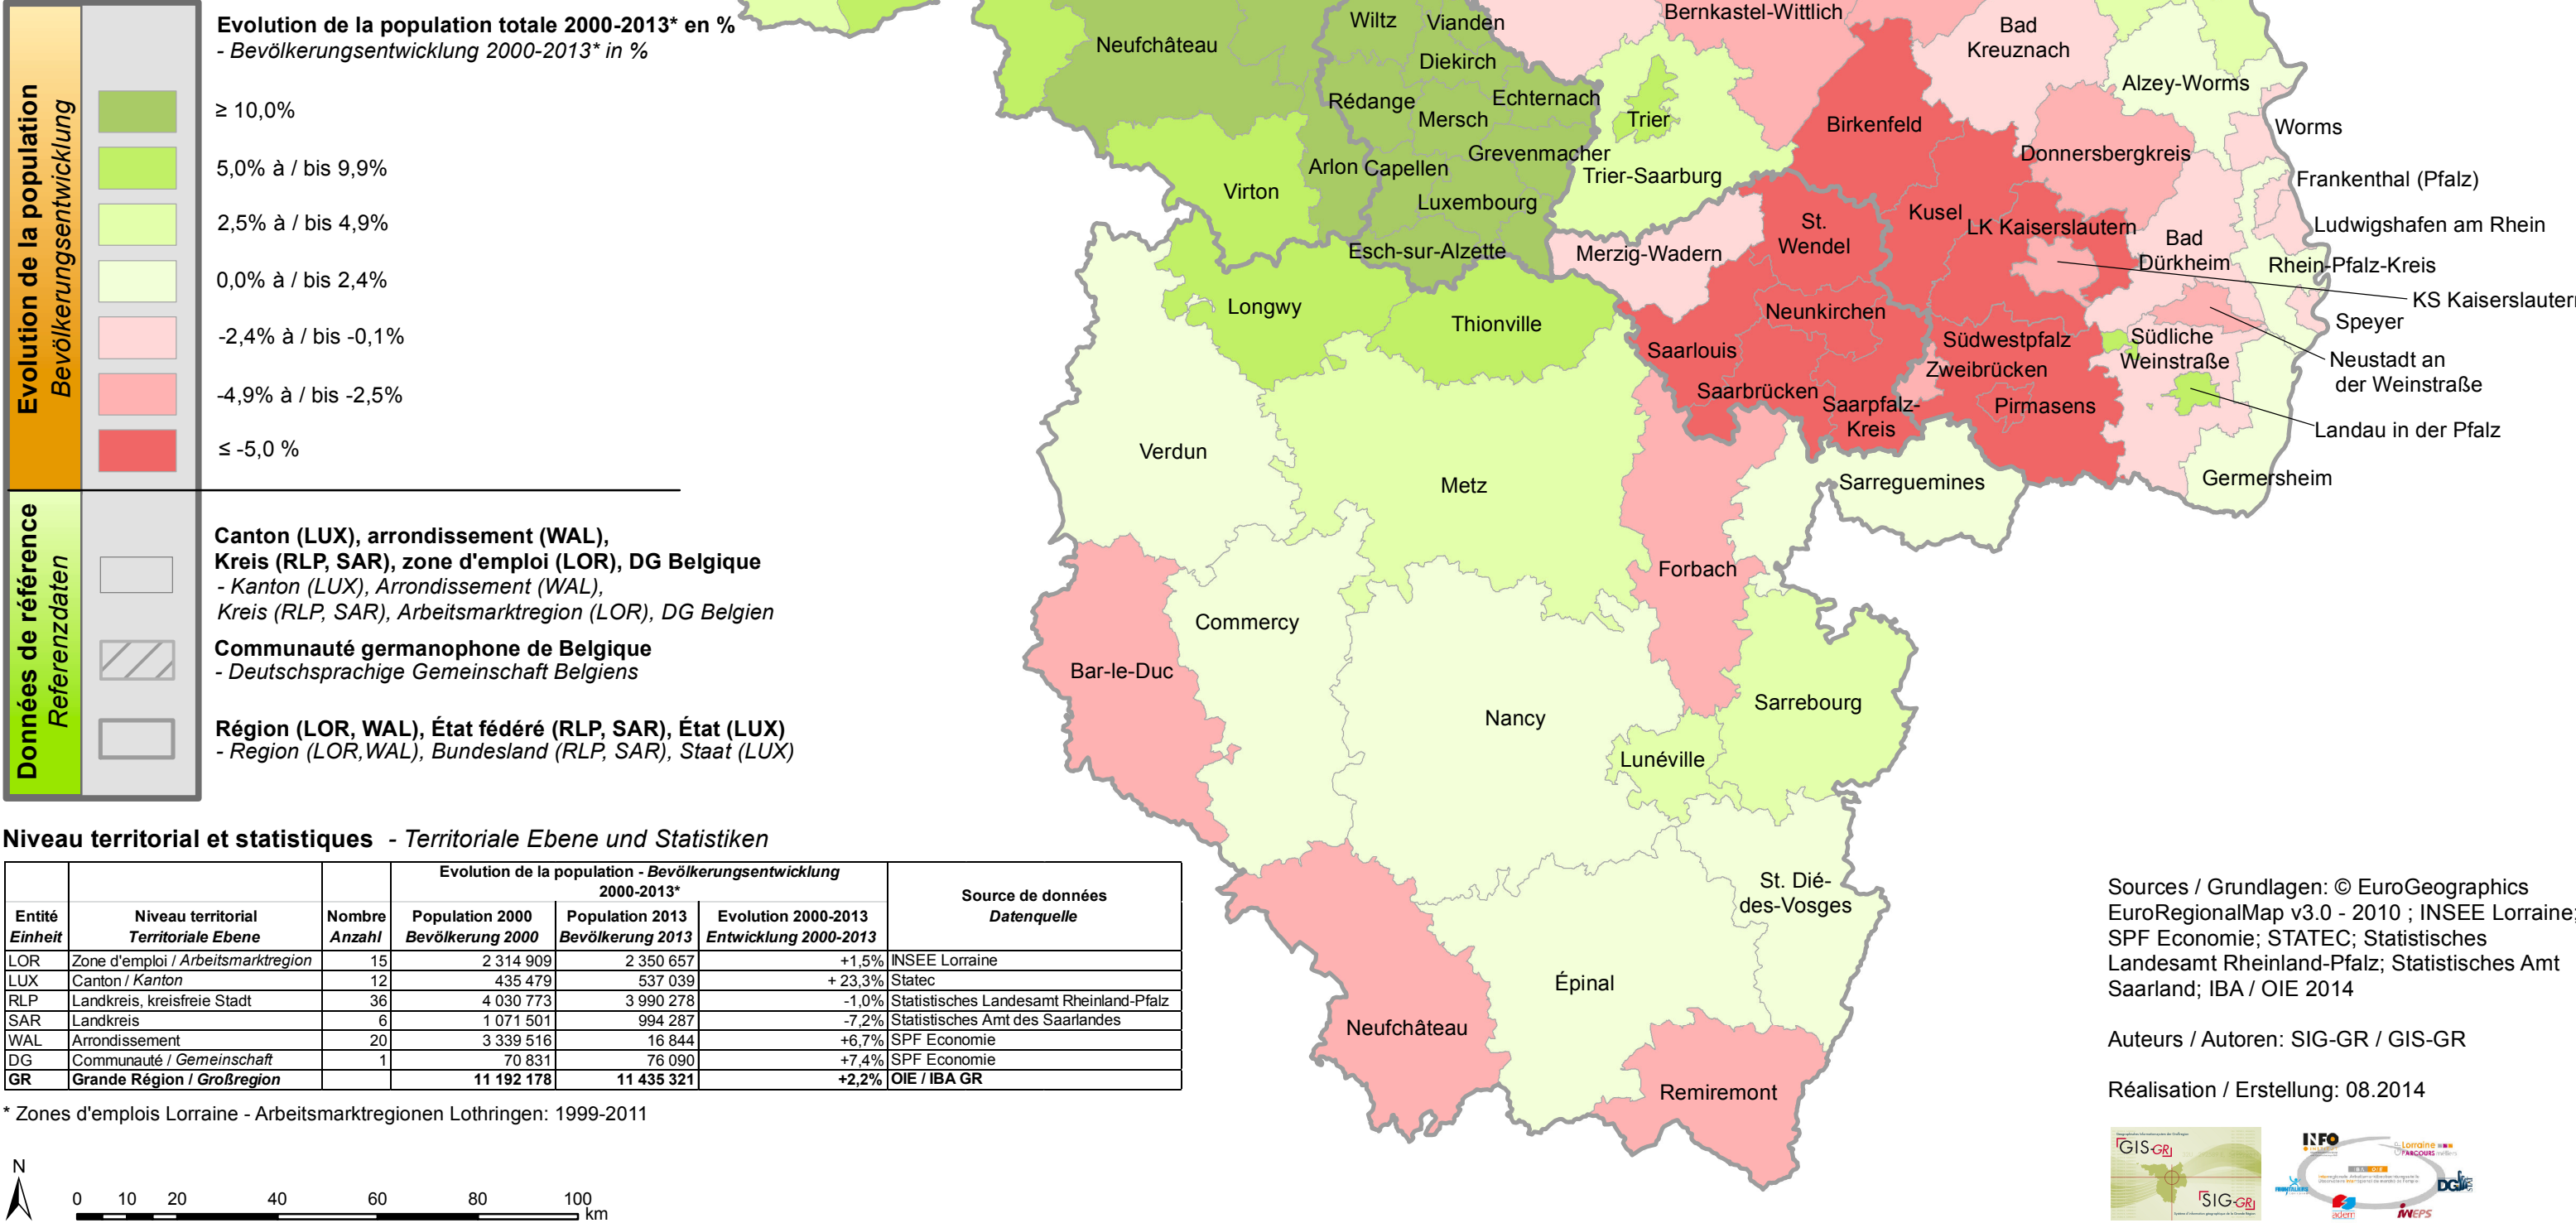 Evolution de la population
Bevölkerungsentwicklung
Evolution de la population totale 2000-2013* en %
- Bevölkerungsentwicklung 2000-2013* in %
≥ 10,0%
5,0% à / bis 9,9%
2,5% à / bis 4,9%
0,0% à / bis 2,4%
-2,4% à / bis -0,1%
-4,9% à / bis -2,5%
≤ -5,0 %
Données de référence
Referenzdaten
Canton (LUX), arrondissement (WAL),
Kreis (RLP, SAR), zone d'emploi (LOR), DG Belgique
- Kanton (LUX), Arrondissement (WAL),
Kreis (RLP, SAR), Arbeitsmarktregion (LOR), DG Belgien
Communauté germanophone de Belgique
- Deutschsprachige Gemeinschaft Belgiens
Région (LOR, WAL), État fédéré (RLP, SAR), État (LUX)
- Region (LOR,WAL), Bundesland (RLP, SAR), Staat (LUX)
Neufchâteau
Wiltz
Vianden
Diekirch
Rédange
Mersch
Echternach
Grevenmacher
Arlon
Capellen
Luxembourg
Esch-sur-Alzette
Virton
Bernkastel-Wittlich
Bad
Kreuznach
Alzey-Worms
Worms
Trier
Trier-Saarburg
Birkenfeld
Donnersbergkreis
Frankenthal (Pfalz)
Ludwigshafen am Rhein
Kusel
LK Kaiserslautern
Bad
Dürkheim
Rhein-Pfalz-Kreis
KS Kaiserslautern
Speyer
Neustadt an
der Weinstraße
Südliche
Weinstraße
Landau in der Pfalz
Germersheim
Merzig-Wadern
St.
Wendel
Neunkirchen
Saarlouis
Saarbrücken
Saarpfalz-
Kreis
Südwestpfalz
Zweibrücken
Pirmasens
Longwy
Thionville
Verdun
Metz
Forbach
Sarreguemines
Commercy
Bar-le-Duc
Nancy
Sarrebourg
Lunéville
St. Dié-
des-Vosges
Épinal
Neufchâteau
Remiremont
Niveau territorial et statistiques - Territoriale Ebene und Statistiken
Evolution de la population - Bevölkerungsentwicklung
2000-2013*
Source de données
Datenquelle
Entité Niveau territorial Nombre Population 2000 Population 2013 Evolution 2000-2013
Einheit Territoriale Ebene Anzahl Bevölkerung 2000 Bevölkerung 2013 Entwicklung 2000-2013
LOR Zone d'emploi / Arbeitsmarktregion 15 2 314 909 2 350 657 +1,5% INSEE Lorraine
LUX Canton / Kanton 12 435 479 537 039 + 23,3% Statec
RLP Landkreis, kreisfreie Stadt 36 4 030 773 3 990 278 -1,0% Statistisches Landesamt Rheinland-Pfalz
SAR Landkreis 6 1 071 501 994 287 -7,2% Statistisches Amt des Saarlandes
WAL Arrondissement 20 3 339 516 16 844 +6,7% SPF Economie
DG Communauté / Gemeinschaft 1 70 831 76 090 +7,4% SPF Economie
GR Grande Région / Großregion 11 192 178 11 435 321 +2,2% OIE / IBA GR
* Zones d'emplois Lorraine - Arbeitsmarktregionen Lothringen: 1999-2011
N
0 10 20 40 60 80 100
km
Sources / Grundlagen: © EuroGeographics
EuroRegionalMap v3.0 - 2010 ; INSEE Lorraine;
SPF Economie; STATEC; Statistisches
Landesamt Rheinland-Pfalz; Statistisches Amt
Saarland; IBA / OIE 2014
Auteurs / Autoren: SIG-GR / GIS-GR
Réalisation / Erstellung: 08.2014
GIS-GR
SIG-GR
INFO
Lorraine
PARCOURS métiers
DG
adem
IWEPS